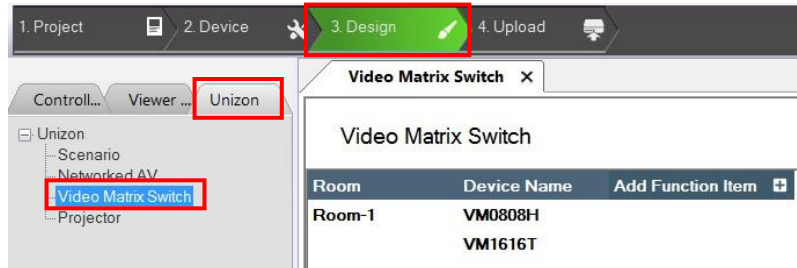 1. Project 2. Device 3. Design 4. Upload
Controll... Viewer ... Unizon
Unizon
Scenario
Networked AV
Video Matrix Switch
Projector
Video Matrix Switch X
Video Matrix Switch
Room Device Name Add Function Item
Room-1 VM0808H
VM1616T